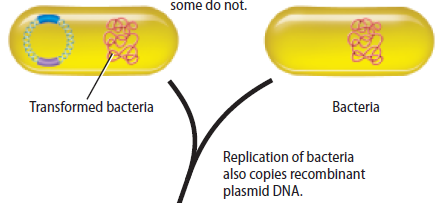 some do not.
Transformed bacteria
Bacteria
Replication of bacteria
also copies recombinant
plasmid DNA.